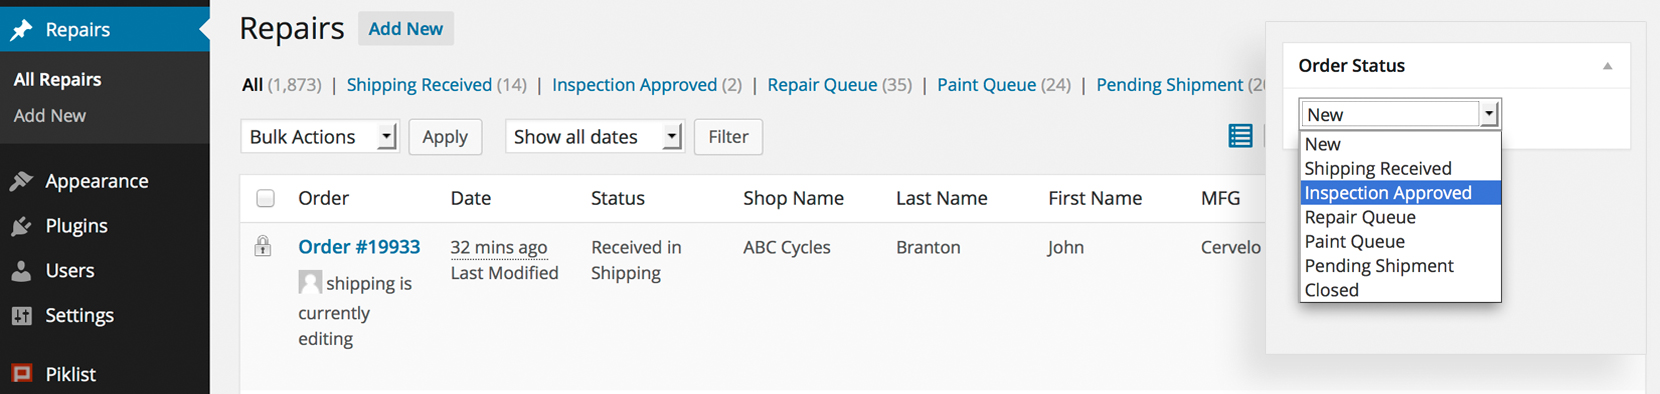 Repairs
All Repairs
Add New
Appearance
Plugins
Users
Settings
Piklist
Repairs Add New
All (1,873) | Shipping Received (14) | Inspection Approved (2) | Repair Queue (35) | Paint Queue (24) | Pending Shipment
Bulk Actions Apply Show all dates Filter
Order Date Status Shop Name Last Name First Name MFG
Order #19933 32 mins ago Received in ABC Cycles Branton John Cervelo
Last Modified Shipping
shipping is
currently
editing
Order Status
New
New
Shipping Received
Inspection Approved
Repair Queue
Paint Queue
Pending Shipment
Closed